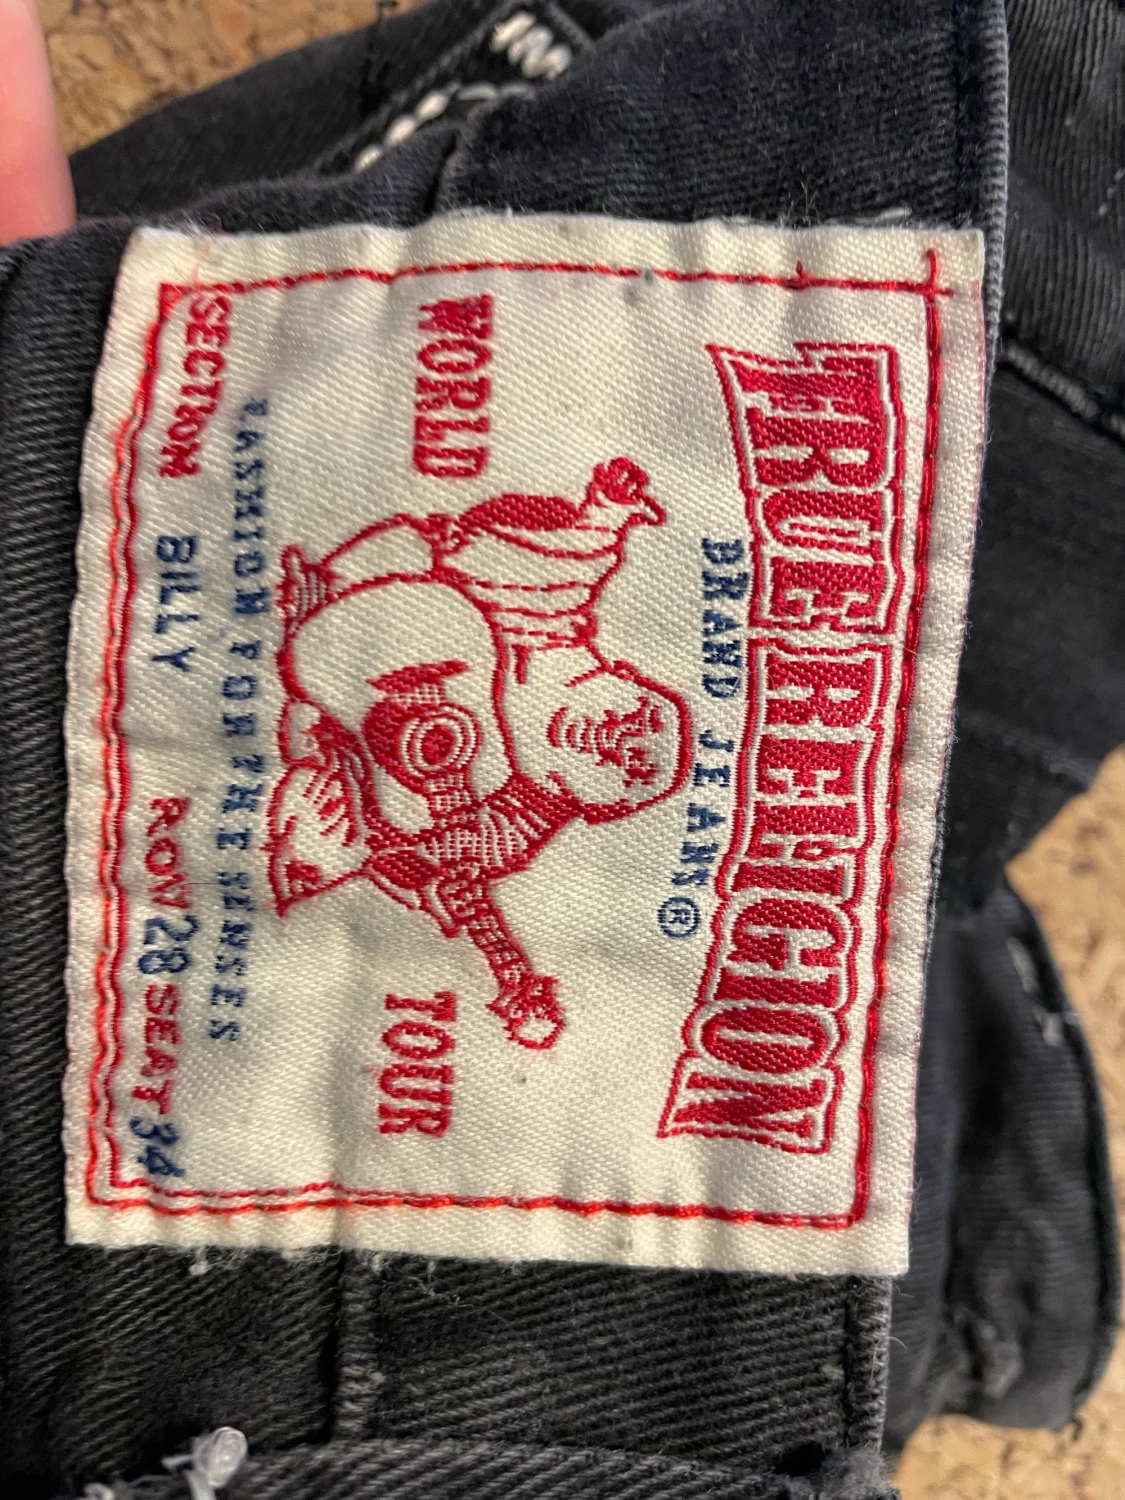 TRUE RELIGION
BRAND JEANS®
WORLD TOUR
FASHION FOR THE SENSES
SECTION BILLY ROW 28 SEAT 34